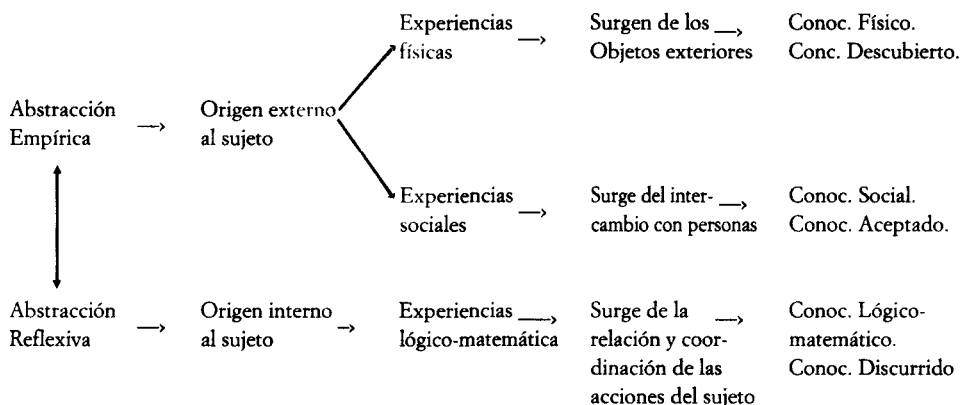 Experiencias
físicas
Surgen de los
Objetos exteriores
Conoc. Físico.
Conc. Descubierto.
Abstracción
Empírica
Origen externo
al sujeto
Experiencias
sociales
Surge del inter-
cambio con personas
Conoc. Social.
Conoc. Aceptado.
Abstracción
Reflexiva
Origen interno
al sujeto
Experiencias
lógico-matemática
Surge de la
relación y coor-
dinación de las
acciones del sujeto
Conoc. Lógico-
matemático.
Conoc. Discurrido